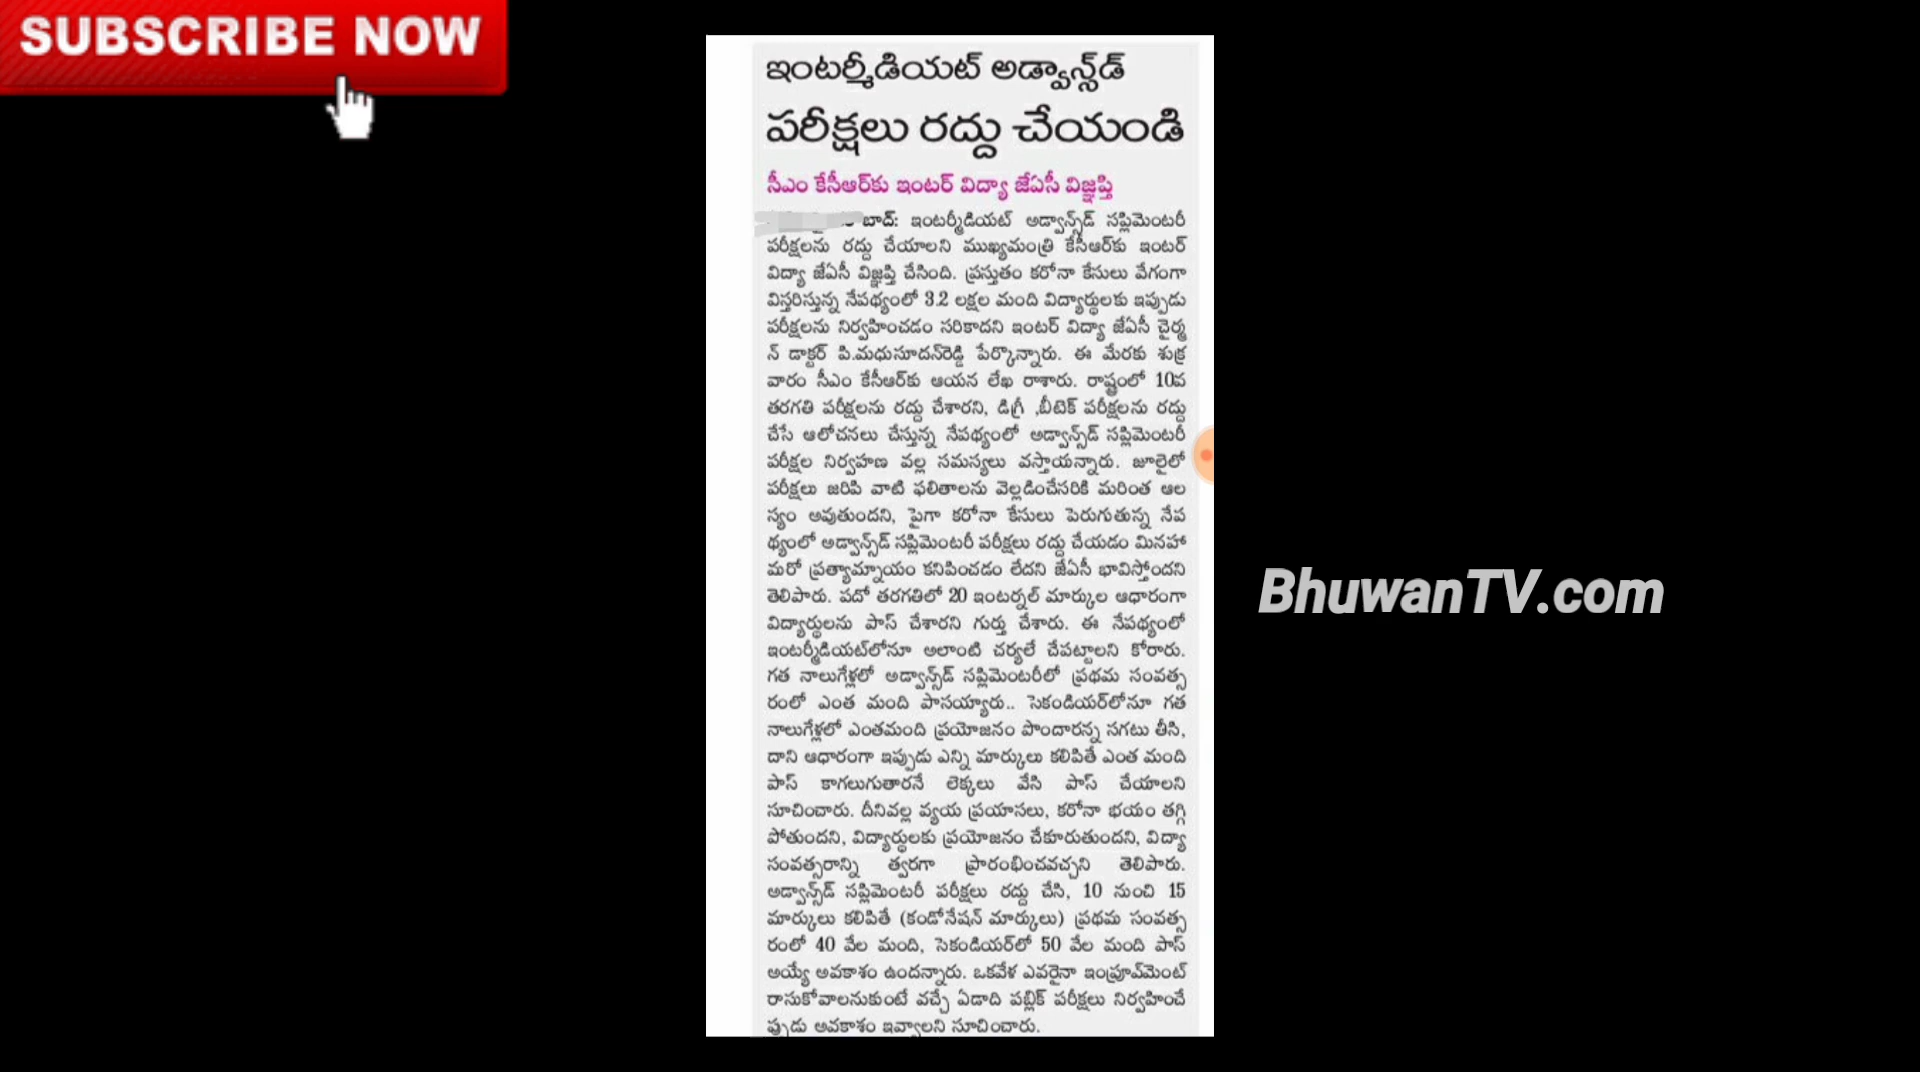 SUBSCRIBE NOW
ఇంటర్మీడియట్ అడ్వాన్స్‌డ్
పరీక్షలు రద్దు చేయండి
సీఎం కేసీఆర్‌కు ఇంటర్ విద్యా జేఏసీ విజ్ఞప్తి
బాద్: ఇంటర్మీడియట్ అడ్వాన్స్‌డ్ సప్లిమెంటరీ
పరీక్షలను రద్దు చేయాలని ముఖ్యమంత్రి కేసీఆర్‌కు ఇంటర్
విద్యా జేఏసీ విజ్ఞప్తి చేసింది. ప్రస్తుతం కరోనా కేసులు వేగంగా
విస్తరిస్తున్న నేపథ్యంలో 3.2 లక్షల మంది విద్యార్థులకు ఇప్పుడు
పరీక్షలను నిర్వహించడం సరికాదని ఇంటర్ విద్యా జేఏసీ చైర్మ
న్ డాక్టర్ పి.మధుసూదన్‌రెడ్డి పేర్కొన్నారు. ఈ మేరకు శుక్ర
వారం సీఎం కేసీఆర్‌కు ఆయన లేఖ రాశారు. రాష్ట్రంలో 10వ
తరగతి పరీక్షలను రద్దు చేశారని, డిగ్రీ ,బీటెక్ పరీక్షలను రద్దు
చేసే ఆలోచనలు చేస్తున్న నేపథ్యంలో అడ్వాన్స్‌డ్ సప్లిమెంటరీ
పరీక్షల నిర్వహణ వల్ల సమస్యలు వస్తాయన్నారు. జూలైలో
పరీక్షలు జరిపి వాటి ఫలితాలను వెల్లడించేసరికి మరింత ఆల
స్యం అవుతుందని, పైగా కరోనా కేసులు పెరుగుతున్న నేప
థ్యంలో అడ్వాన్స్‌డ్ సప్లిమెంటరీ పరీక్షలు రద్దు చేయడం మినహా
మరో ప్రత్యామ్నాయం కనిపించడం లేదని జేఏసీ భావిస్తోందని
తెలిపారు. పదో తరగతిలో 20 ఇంటర్నల్ మార్కుల ఆధారంగా
విద్యార్థులను పాస్ చేశారని గుర్తు చేశారు. ఈ నేపథ్యంలో
ఇంటర్మీడియట్‌లోనూ అలాంటి చర్యలే చేపట్టాలని కోరారు.
గత నాలుగేళ్లలో అడ్వాన్స్‌డ్ సప్లిమెంటరీలో ప్రథమ సంవత్స
రంలో ఎంత మంది పాసయ్యారు.. సెకండియర్‌లోనూ గత
నాలుగేళ్లలో ఎంతమంది ప్రయోజనం పొందారన్న సగటు తీసి,
దాని ఆధారంగా ఇప్పుడు ఎన్ని మార్కులు కలిపితే ఎంత మంది
పాస్ కాగలుగుతారనే లెక్కలు వేసి పాస్ చేయాలని
సూచించారు. దీనివల్ల వ్యయ ప్రయాసలు, కరోనా భయం తగ్గి
పోతుందని, విద్యార్థులకు ప్రయోజనం చేకూరుతుందని, విద్యా
సంవత్సరాన్ని త్వరగా ప్రారంభించవచ్చని తెలిపారు.
అడ్వాన్స్‌డ్ సప్లిమెంటరీ పరీక్షలు రద్దు చేసి, 10 నుంచి 15
మార్కులు కలిపితే (కండోనేషన్ మార్కులు) ప్రథమ సంవత్స
రంలో 40 వేల మంది, సెకండియర్‌లో 50 వేల మంది పాస్
అయ్యే అవకాశం ఉందన్నారు. ఒకవేళ ఎవరైనా ఇంప్రూవ్‌మెంట్
రాసుకోవాలనుకుంటే వచ్చే ఏడాది పబ్లిక్ పరీక్షలు నిర్వహించే
ప్పుడు అవకాశం ఇవ్వాలని సూచించారు.
BhuwanTV.com